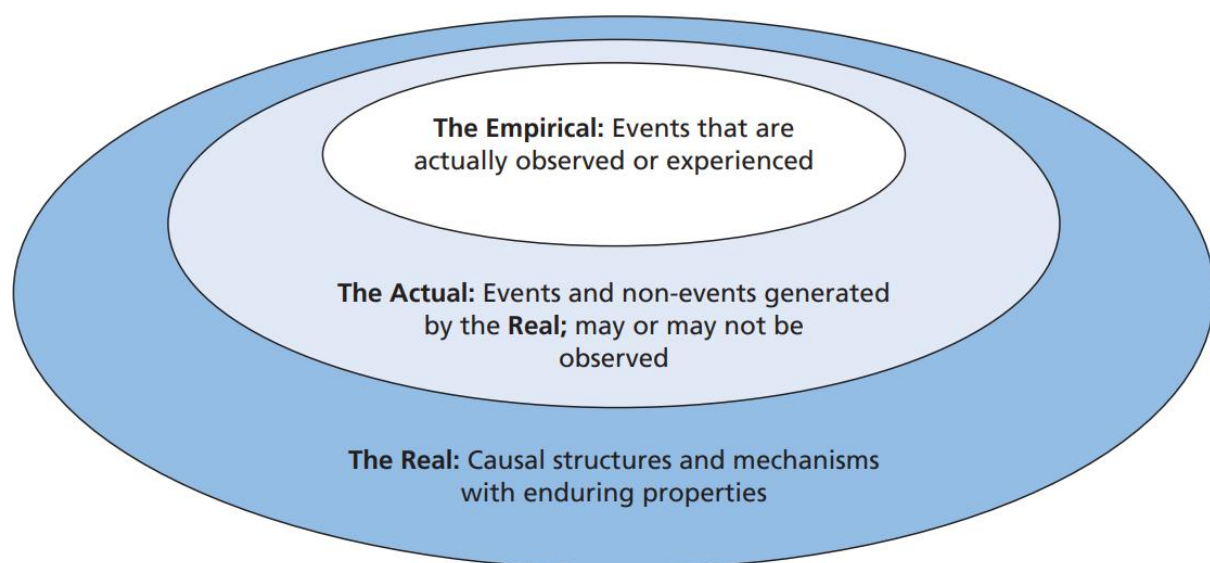 The Empirical: Events that are
actually observed or experienced
The Actual: Events and non-events generated
by the Real; may or may not be
observed
The Real: Causal structures and mechanisms
with enduring properties